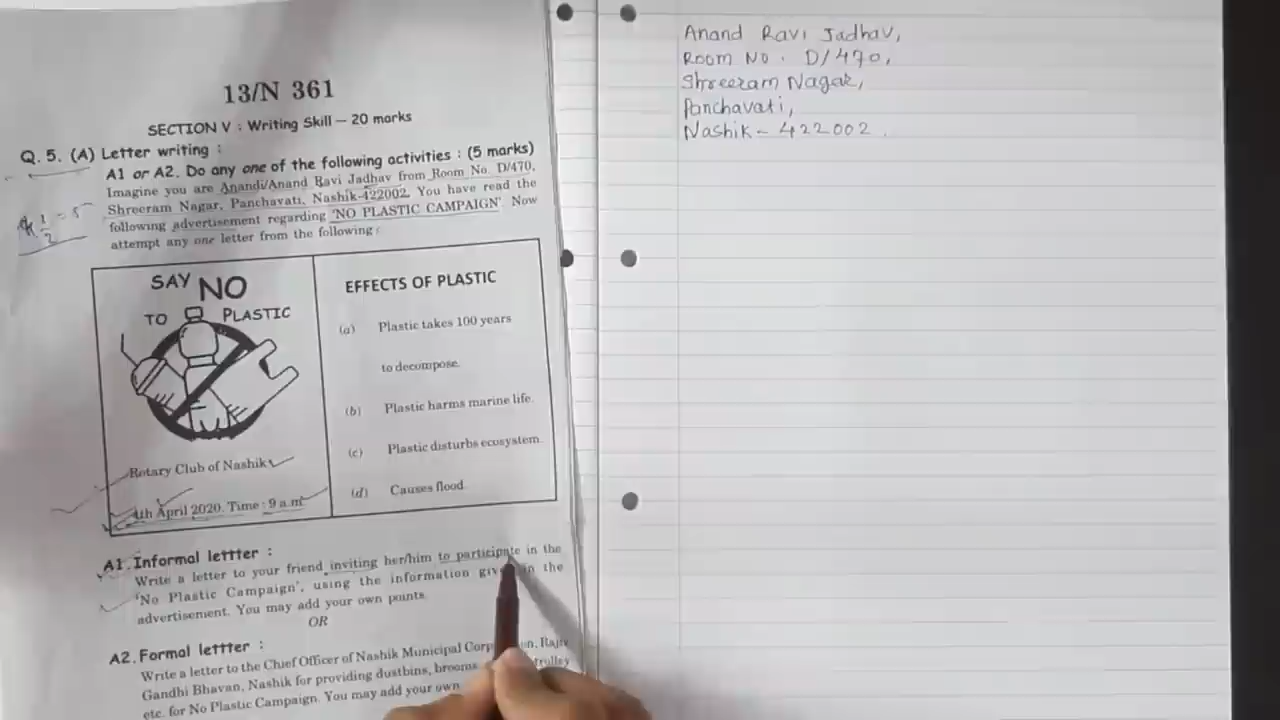 13/N 361
SECTION V : Writing Skill – 20 marks
Q. 5. (A) Letter writing :
A1 or A2. Do any one of the following activities : (5 marks)
Imagine you are Anandi/Anand Ravi Jadhav from Room No. D/470,
Shreeram Nagar, Panchavati, Nashik-422002. You have read the
following advertisement regarding 'NO PLASTIC CAMPAIGN'. Now
attempt any one letter from the following :
SAY NO
TO PLASTIC
Rotary Club of Nashik
4th April 2020. Time : 9 a.m
EFFECTS OF PLASTIC
(a) Plastic takes 100 years
to decompose.
(b) Plastic harms marine life.
(c) Plastic disturbs ecosystem.
(d) Causes flood.
A1. Informal lettter :
Write a letter to your friend inviting her/him to participate in the
'No Plastic Campaign', using the information in the
advertisement. You may add your own points.
OR
A2. Formal lettter :
Write a letter to the Chief Officer of Nashik Municipal Rajiv
Gandhi Bhavan, Nashik for providing dustbins, brooms trolley
etc. for No Plastic Campaign. You may add your own
Anand Ravi Jadhav,
Room No. D/470,
Shreeram Nagar,
Panchavati,
Nashik - 422002.